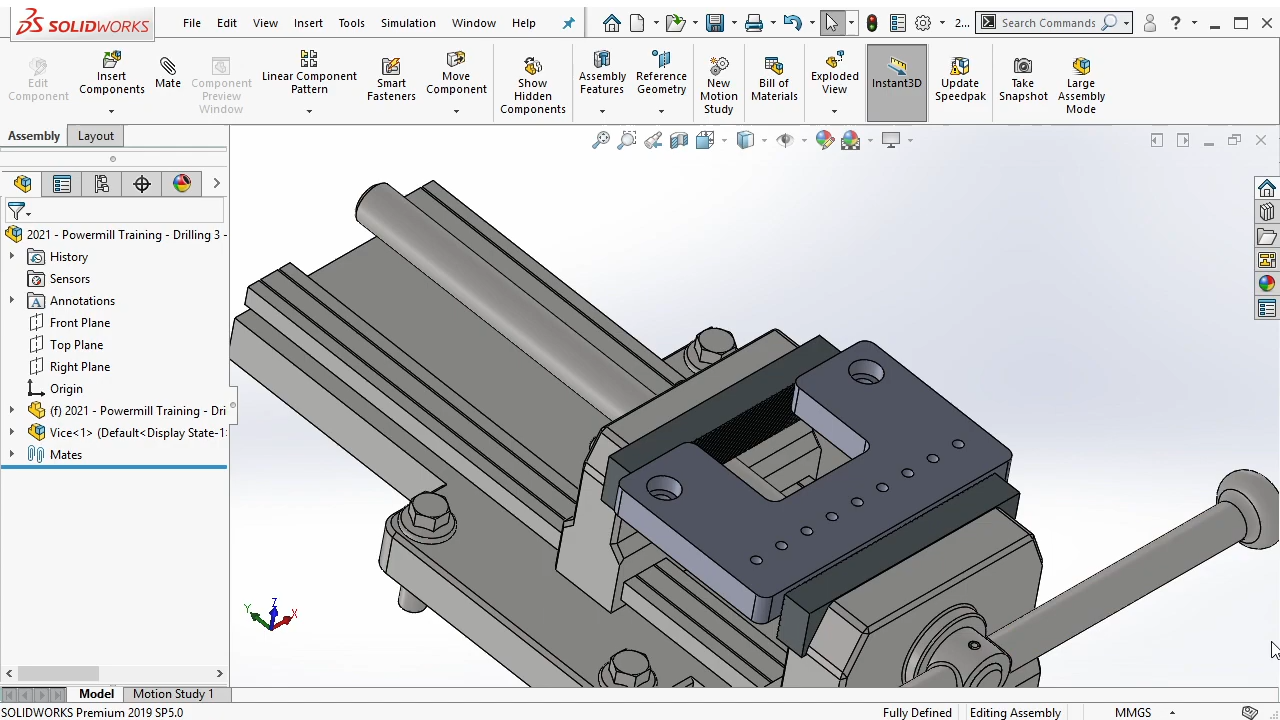 SOLIDWORKS
File Edit View Insert Tools Simulation Window Help
2...
Search Commands
?
Edit Component
Insert Components
Mate
Component Preview Window
Linear Component Pattern
Smart Fasteners
Move Component
Show Hidden Components
Assembly Features
Reference Geometry
New Motion Study
Bill of Materials
Exploded View
Instant3D
Update Speedpak
Take Snapshot
Large Assembly Mode
Assembly Layout
2021 - Powermill Training - Drilling 3 -
History
Sensors
A Annotations
Front Plane
Top Plane
Right Plane
Origin
(f) 2021 - Powermill Training - Dri
Vice<1> (Default<Display State-1:
Mates
Z
Y X
Model Motion Study 1
SOLIDWORKS Premium 2019 SP5.0
Fully Defined Editing Assembly MMGS